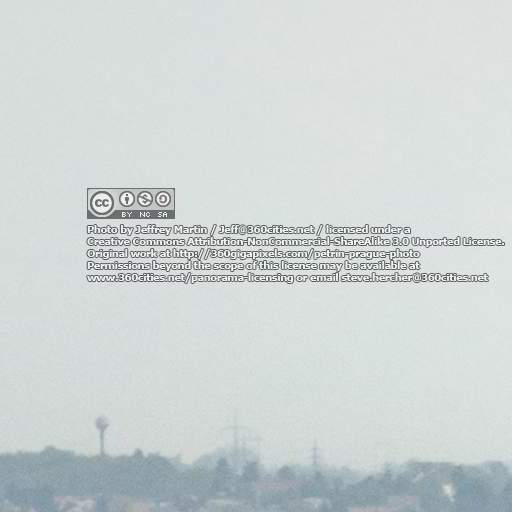 cc BY NC SA
Photo by Jeffrey Martin / Jeff@360cities.net / licensed under a
Creative Commons Attribution-NonCommercial-ShareAlike 3.0 Unported License.
Original work at http://360gigapixels.com/petrin-prague-photo
Permissions beyond the scope of this license may be available at
www.360cities.net/panorama-licensing or email steve.hercher@360cities.net